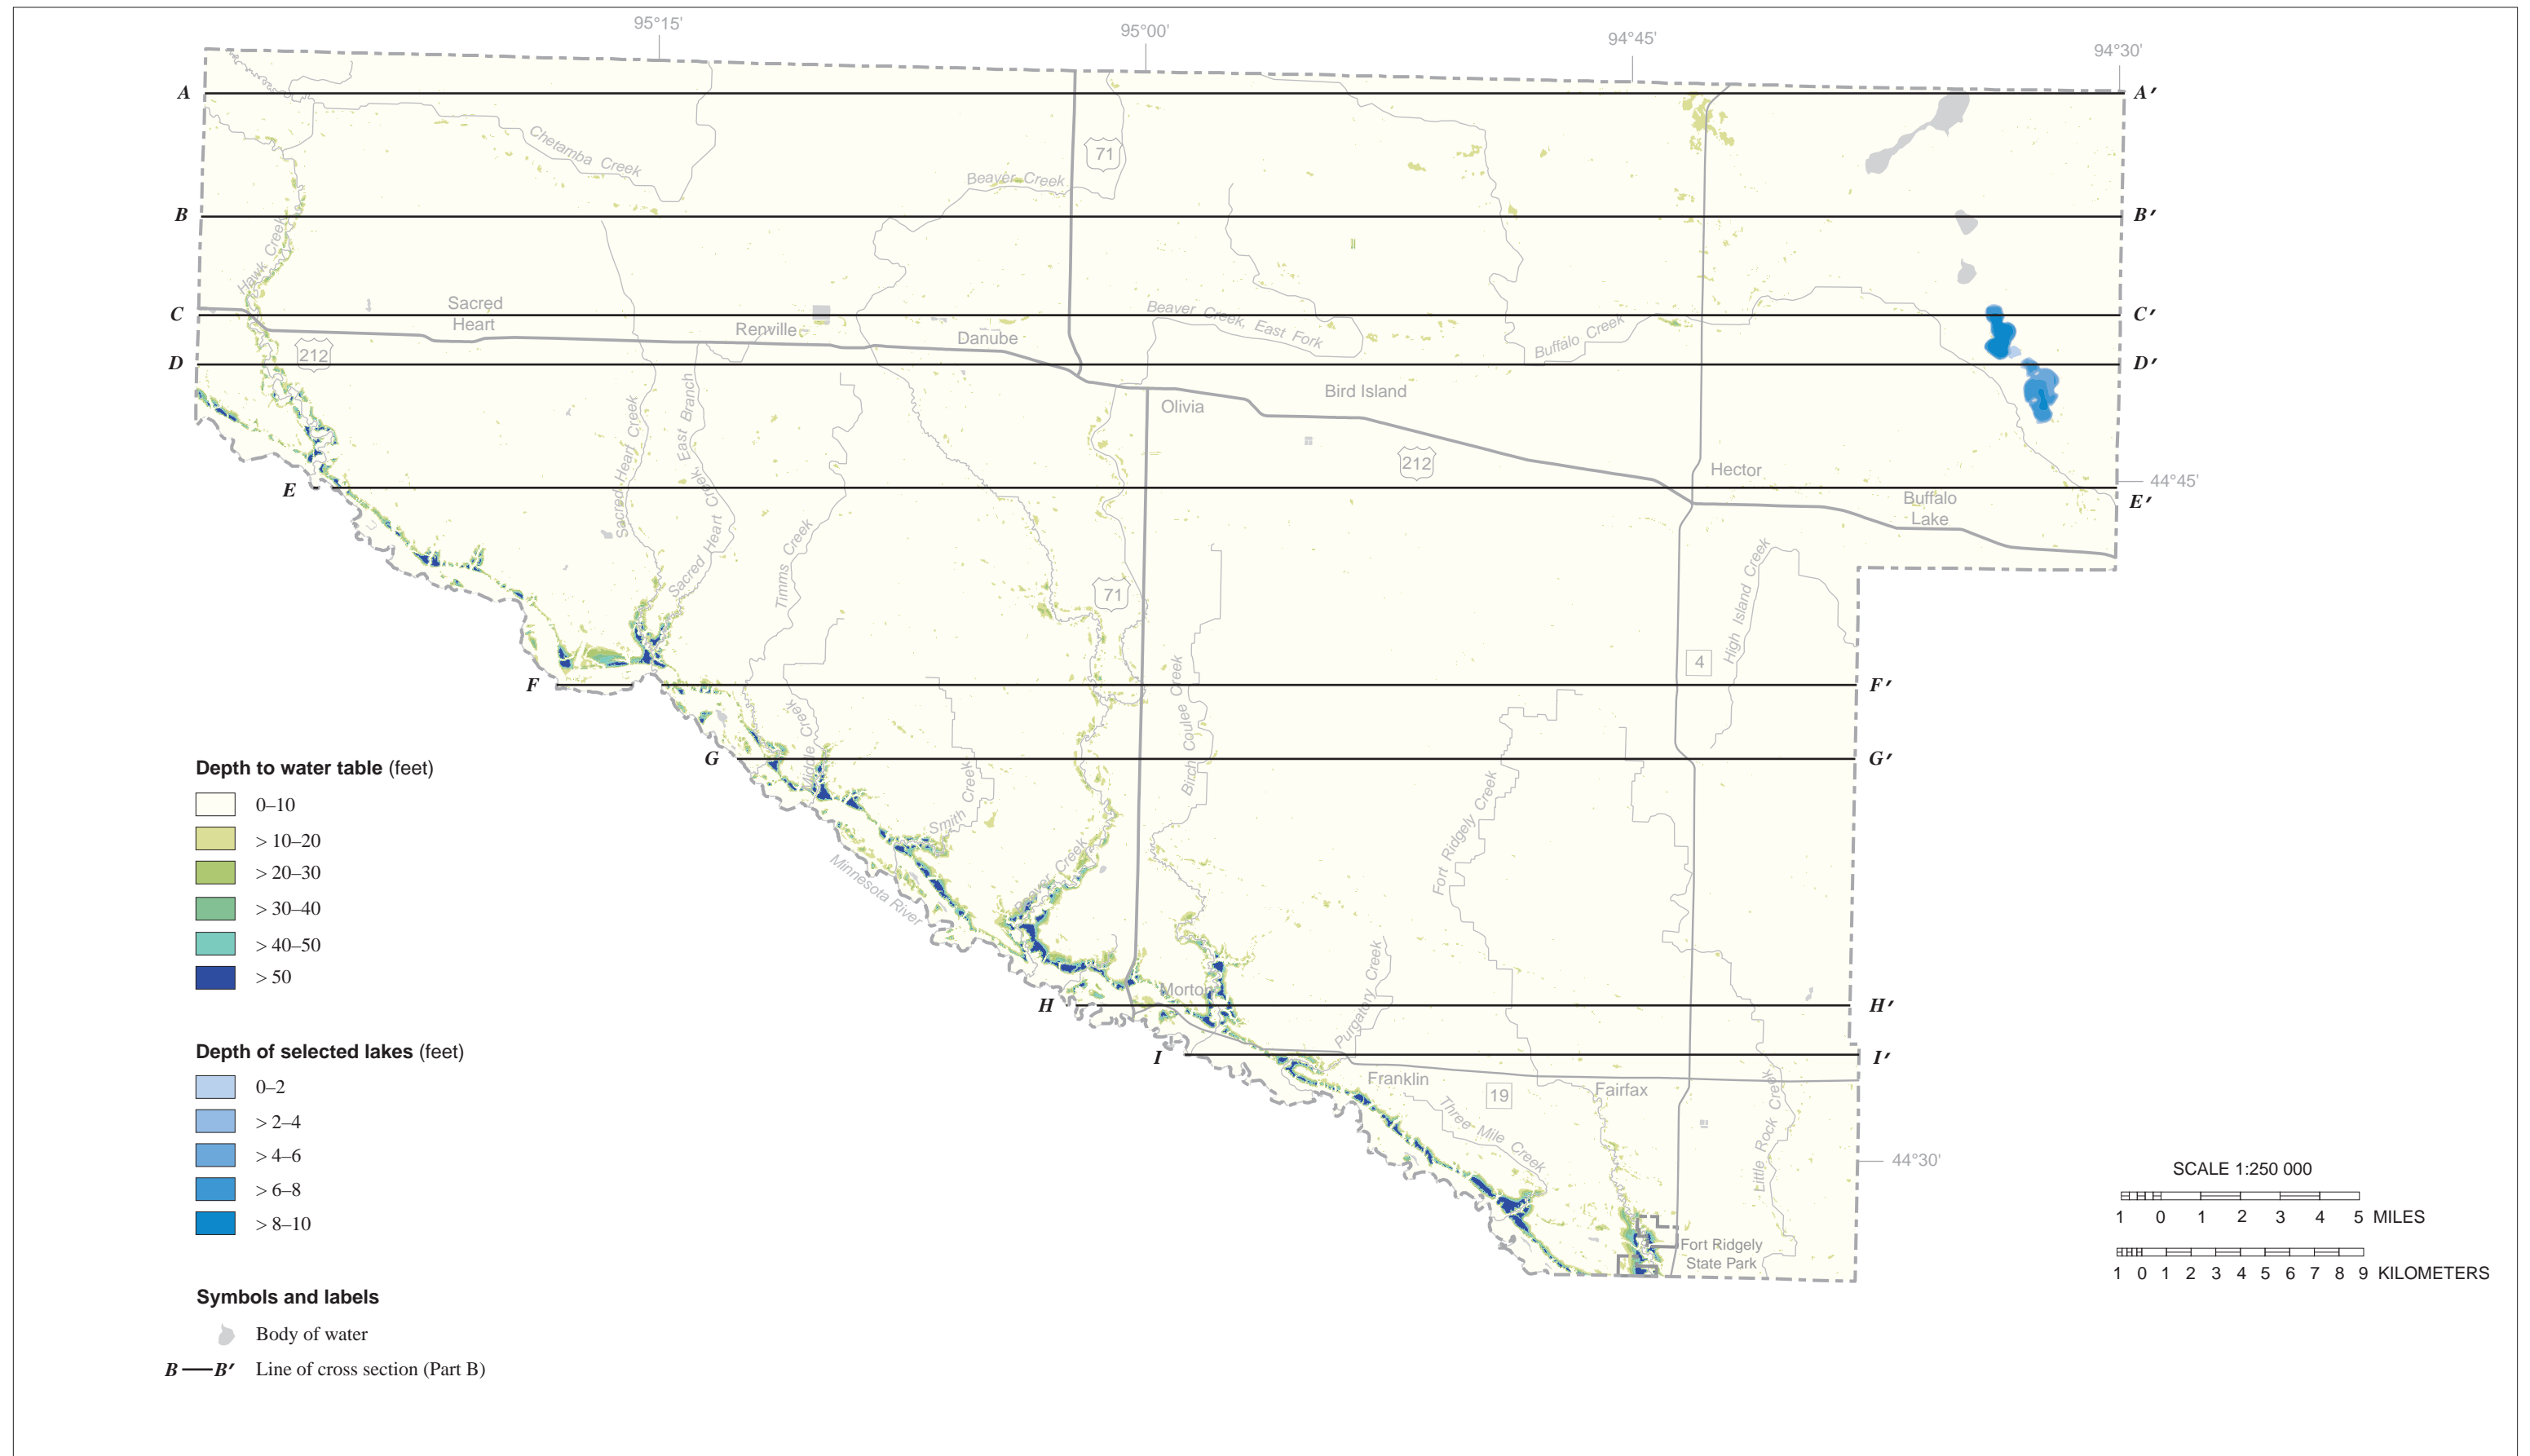 95°15'
95°00'
94°45'
94°30'
A
A′
Chetamba Creek
71
Beaver Creek
B
B′
Hawk Creek
Sacred
Heart
C
C′
Renville
Danube
Beaver Creek, East Fork
Buffalo Creek
212
D
D′
Bird Island
Olivia
Sacred Heart Creek
Sacred Heart Creek, East Branch
212
Hector
44°45'
E
E′
Buffalo
Lake
Timms Creek
High Island Creek
71
Birch Coulee Creek
4
F
F′
Middle Creek
G
G′
Smith Creek
Fort Ridgely Creek
Minnesota River
Beaver Creek
Morton
Purgatory Creek
H
H′
I
I′
Franklin
19
Fairfax
Three Mile Creek
Little Rock Creek
44°30'
Fort Ridgely
State Park
Depth to water table (feet)
0–10
> 10–20
> 20–30
> 30–40
> 40–50
> 50
Depth of selected lakes (feet)
0–2
> 2–4
> 4–6
> 6–8
> 8–10
Symbols and labels
Body of water
B B′ Line of cross section (Part B)
SCALE 1:250 000
1 0 1 2 3 4 5 MILES
1 0 1 2 3 4 5 6 7 8 9 KILOMETERS